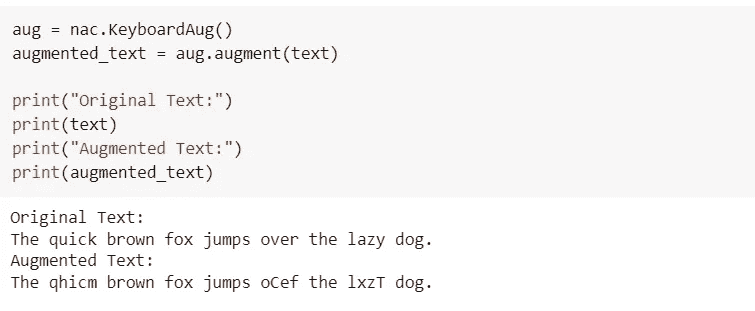 aug = nac.KeyboardAug()
augmented_text = aug.augment(text)
print("Original Text:")
print(text)
print("Augmented Text:")
print(augmented_text)
Original Text:
The quick brown fox jumps over the lazy dog.
Augmented Text:
The qhicm brown fox jumps oCef the lxzT dog.